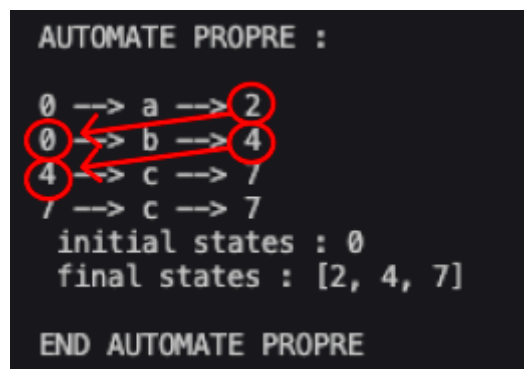 AUTOMATE PROPRE :
0 --> a --> 2
0 --> b --> 4
4 --> c --> 7
7 --> c --> 7
initial states : 0
final states : [2, 4, 7]
END AUTOMATE PROPRE